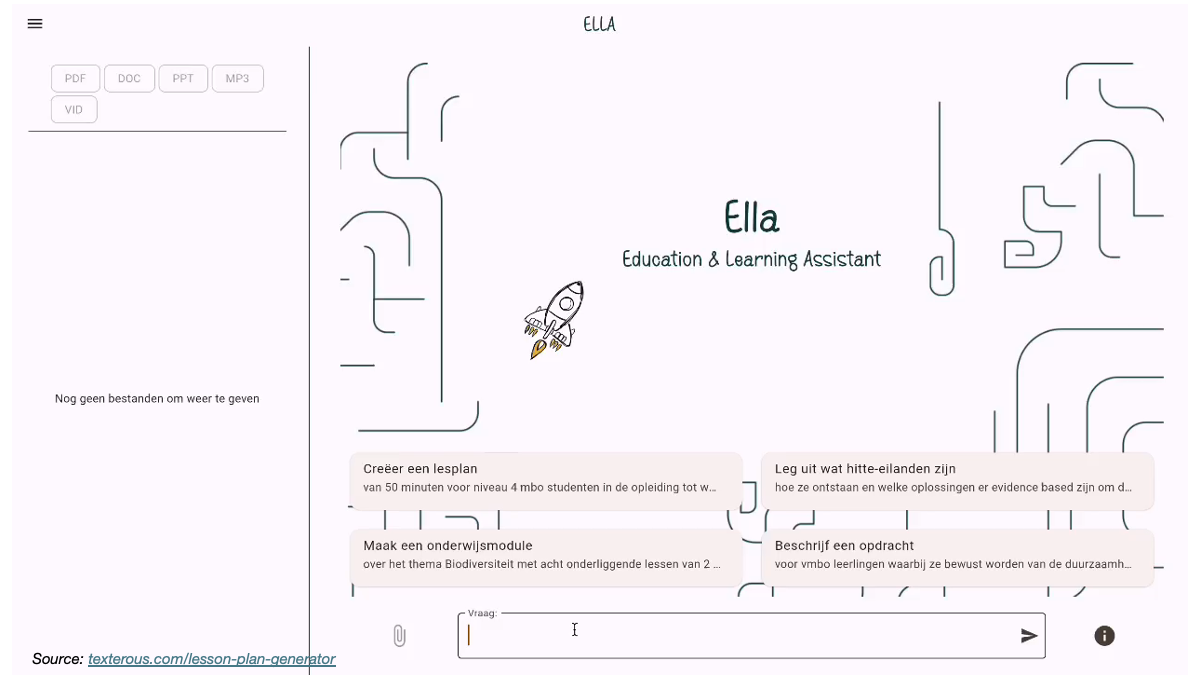 ELLA
PDF DOC PPT MP3
VID
Nog geen bestanden om weer te geven
Ella
Education & Learning Assistant
Creëer een lesplan
van 50 minuten voor niveau 4 mbo studenten in de opleiding tot w...
Leg uit wat hitte-eilanden zijn
hoe ze ontstaan en welke oplossingen er evidence based zijn om d...
Maak een onderwijsmodule
over het thema Biodiversiteit met acht onderliggende lessen van 2 ...
Beschrijf een opdracht
voor vmbo leerlingen waarbij ze bewust worden van de duurzaamh...
Vraag:
Source: texterous.com/lesson-plan-generator